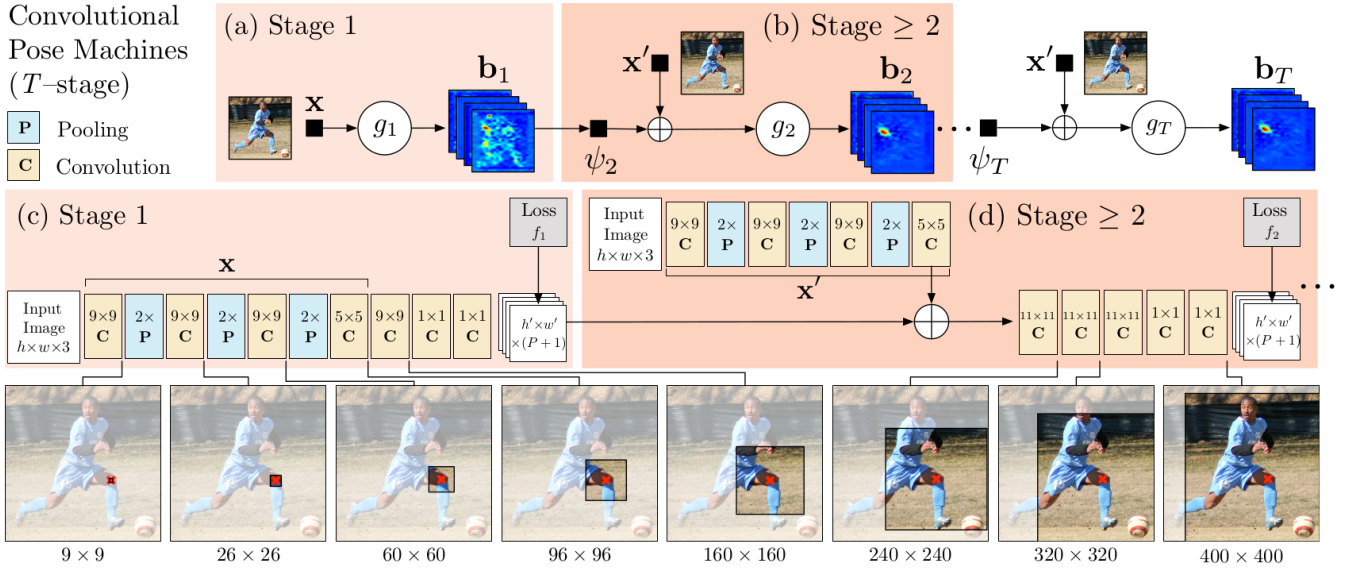 Convolutional
Pose Machines
(T–stage)
P Pooling
C Convolution
(a) Stage 1
x
g₁
b₁
(b) Stage ≥ 2
x′
ψ₂
g₂
b₂
• • •
x′
ψ_T
g_T
b_T
(c) Stage 1
Loss
f₁
x
Input
Image
h×w×3
9×9
C
2×
P
9×9
C
2×
P
9×9
C
2×
P
5×5
C
9×9
C
1×1
C
1×1
C
h′×w′
×(P+1)
(d) Stage ≥ 2
Input
Image
h×w×3
9×9
C
2×
P
9×9
C
2×
P
9×9
C
2×
P
5×5
C
x′
11×11
C
11×11
C
11×11
C
1×1
C
1×1
C
Loss
f₂
h′×w′
×(P+1)
• • •
9 × 9
26 × 26
60 × 60
96 × 96
160 × 160
240 × 240
320 × 320
400 × 400